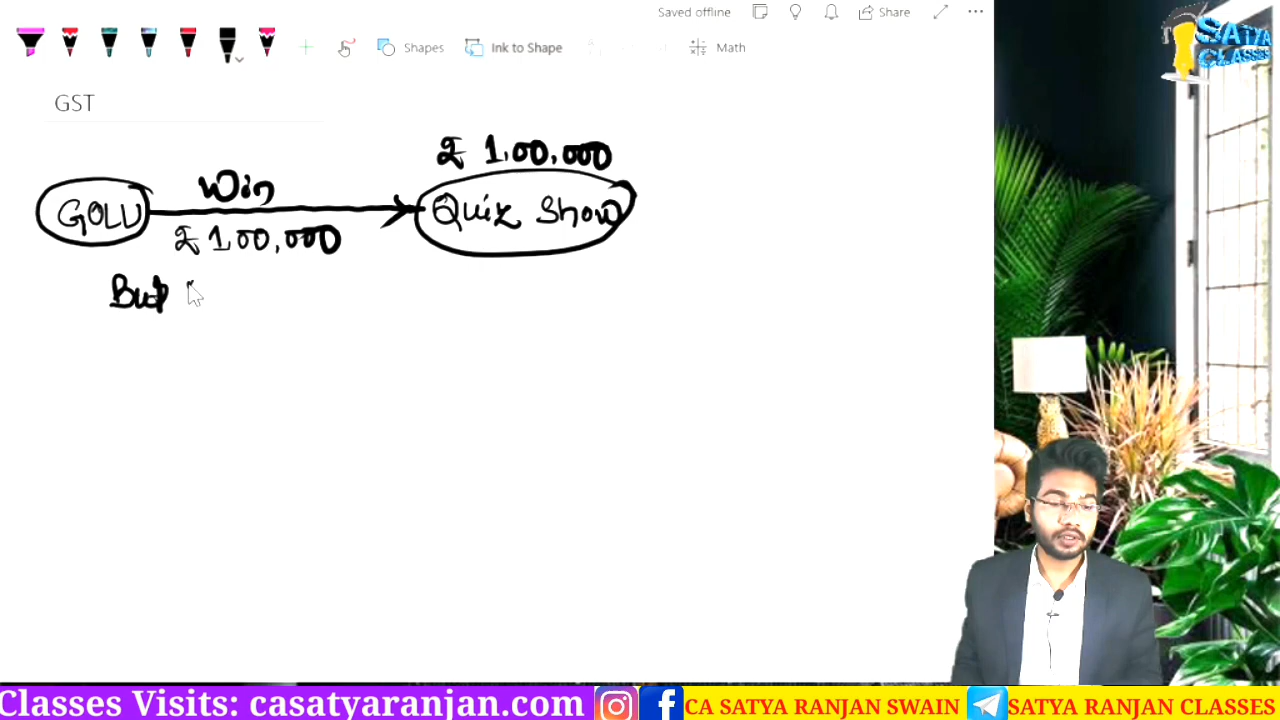 Saved offline
Share
Shapes
Ink to Shape
Math
SATYA
CLASSES
GST
₹ 1,00,000
Win
GOLU
Quiz Show
₹ 1,00,000
But
Classes Visits: casatyaranjan.com
CA SATYA RANJAN SWAIN
SATYA RANJAN CLASSES